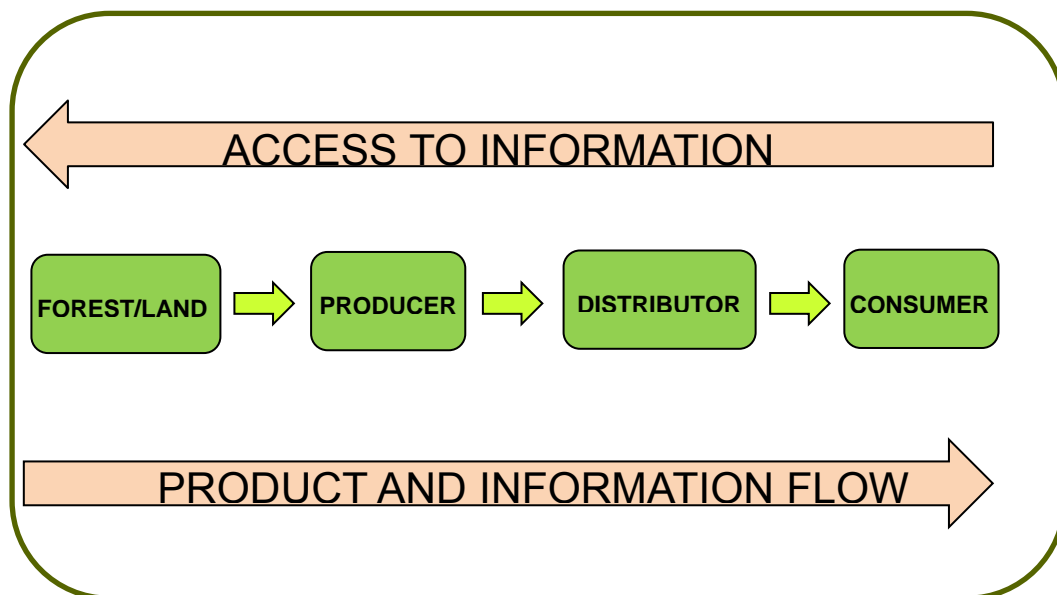 ACCESS TO INFORMATION
FOREST/LAND
PRODUCER
DISTRIBUTOR
CONSUMER
PRODUCT AND INFORMATION FLOW